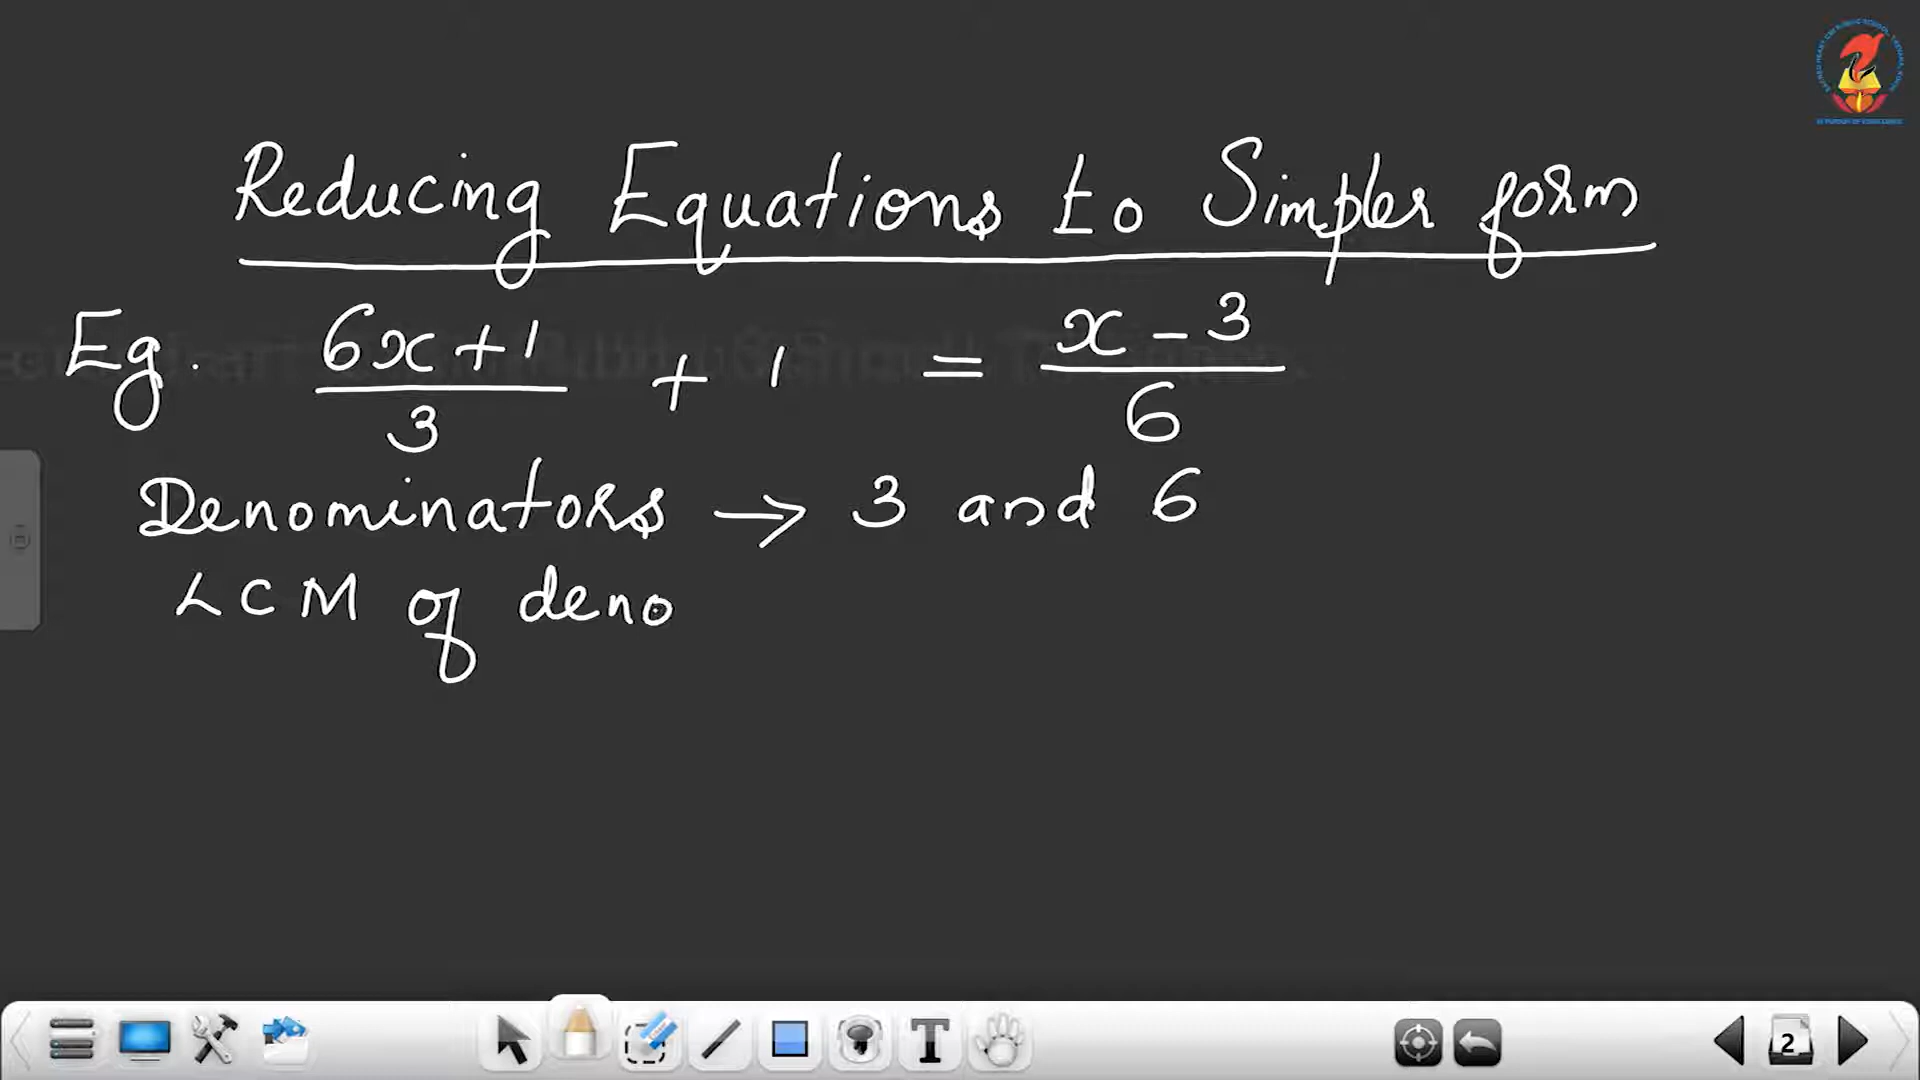 Reducing Equations to Simpler form
Eg. (6x+1)/3 + 1 = (x-3)/6
Denominators → 3 and 6
LCM of deno
2